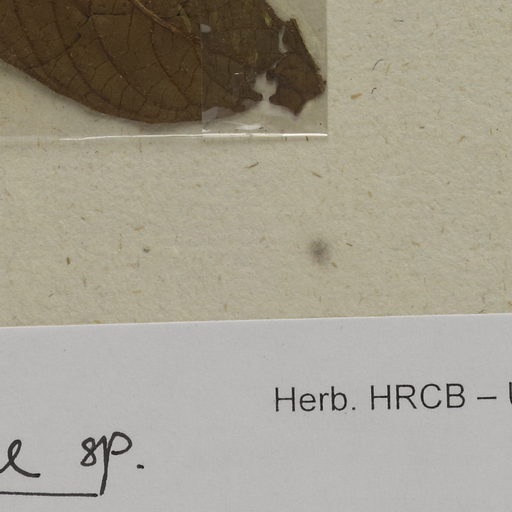 Herb. HRCB –
sp.